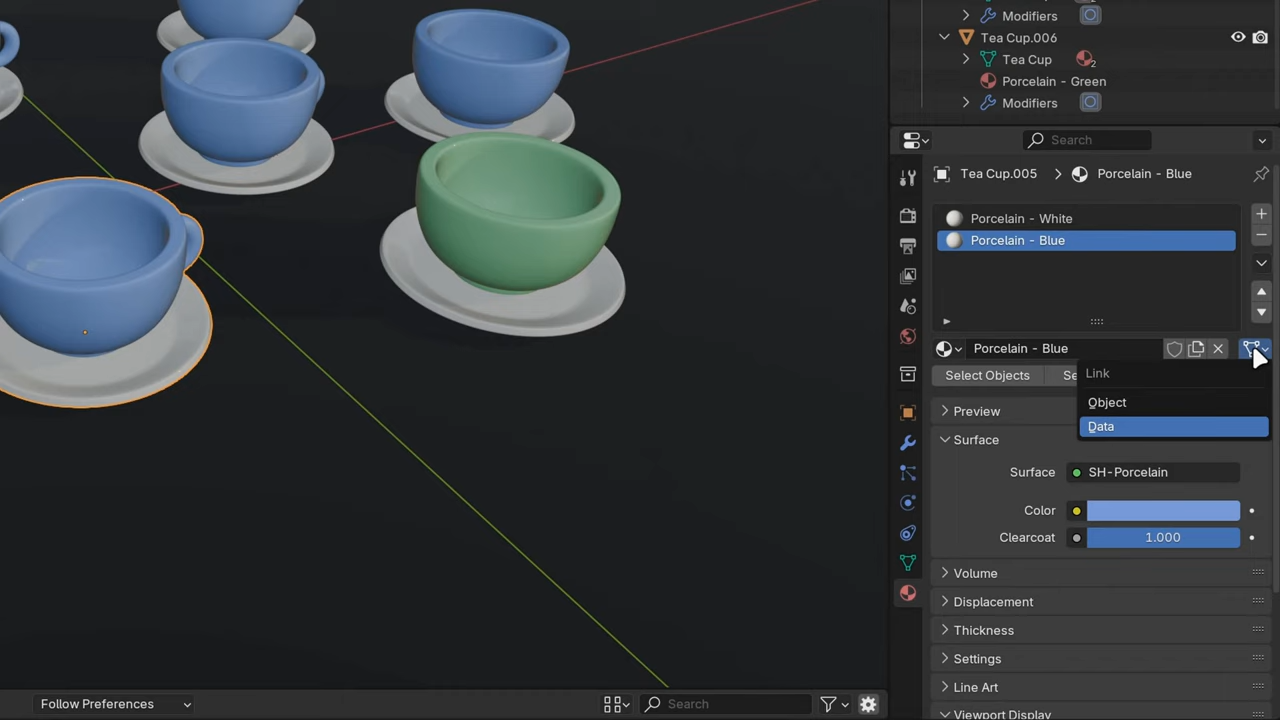 Modifiers
Tea Cup.006
Tea Cup 2
Porcelain - Green
Modifiers
Search
Tea Cup.005 > Porcelain - Blue
Porcelain - White
Porcelain - Blue
Porcelain - Blue
Link
Select Objects Se
Object
Preview
Data
Surface
Surface SH-Porcelain
Color
Clearcoat 1.000
Volume
Displacement
Thickness
Settings
Line Art
Follow Preferences Search
Viewport Display